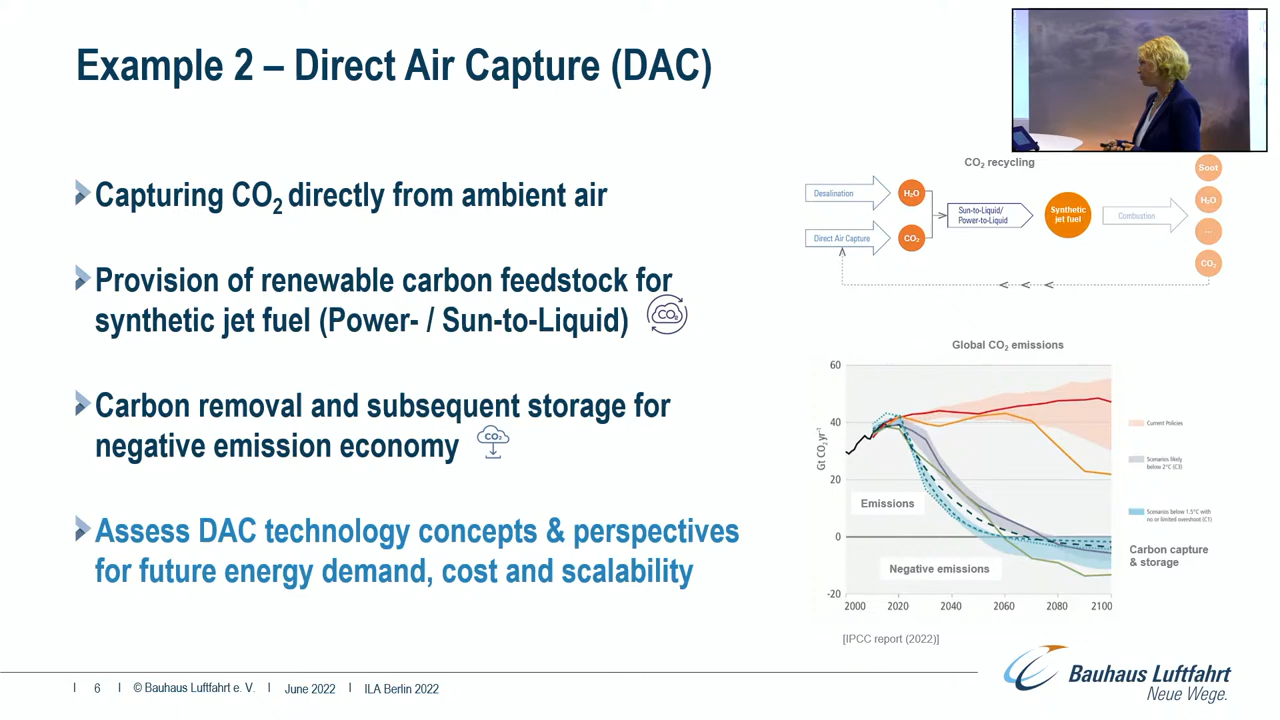 Example 2 – Direct Air Capture (DAC)
Capturing CO₂ directly from ambient air
Provision of renewable carbon feedstock for
synthetic jet fuel (Power- / Sun-to-Liquid)
CO₂
Carbon removal and subsequent storage for
negative emission economy
CO₂
Assess DAC technology concepts & perspectives
for future energy demand, cost and scalability
CO₂ recycling
Desalination
H₂O
Direct Air Capture
CO₂
Sun-to-Liquid/
Power-to-Liquid
Synthetic
jet fuel
Combustion
Soot
H₂O
...
CO₂
Global CO₂ emissions
Gt CO₂ yr⁻¹
60
40
20
0
-20
2000
2020
2040
2060
2080
2100
Emissions
Negative emissions
Current Policies
Scenarios likely
below 2°C (C3)
Scenarios below 1.5°C with
no or limited overshoot (C1)
Carbon capture
& storage
[IPCC report (2022)]
6
© Bauhaus Luftfahrt e. V.
June 2022
ILA Berlin 2022
Bauhaus Luftfahrt
Neue Wege.